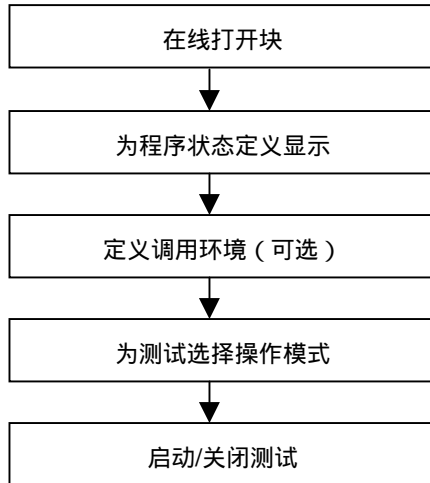 在线打开块
为程序状态定义显示
定义调用环境（可选）
为测试选择操作模式
启动/关闭测试